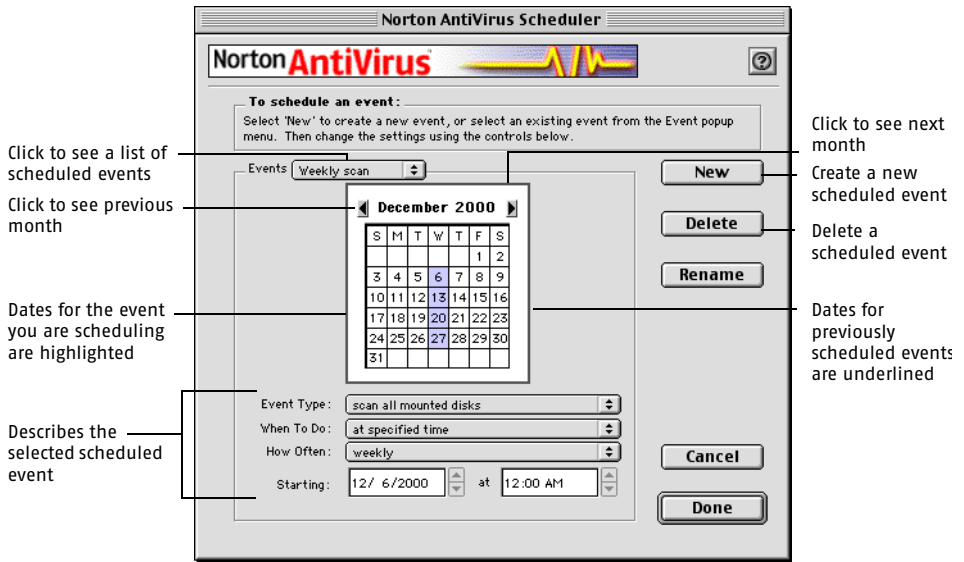 Norton AntiVirus Scheduler
Norton AntiVirus
To schedule an event:
Select 'New' to create a new event, or select an existing event from the Event popup
menu. Then change the settings using the controls below.
Click to see a list of
scheduled events
Click to see previous
month
Dates for the event
you are scheduling
are highlighted
Describes the
selected scheduled
event
Events Weekly scan
December 2000
S M T W T F S
1 2
3 4 5 6 7 8 9
10 11 12 13 14 15 16
17 18 19 20 21 22 23
24 25 26 27 28 29 30
31
Event Type: scan all mounted disks
When To Do: at specified time
How Often: weekly
Starting: 12/ 6/2000 at 12:00 AM
?
New
Delete
Rename
Cancel
Done
Click to see next
month
Create a new
scheduled event
Delete a
scheduled event
Dates for
previously
scheduled events
are underlined